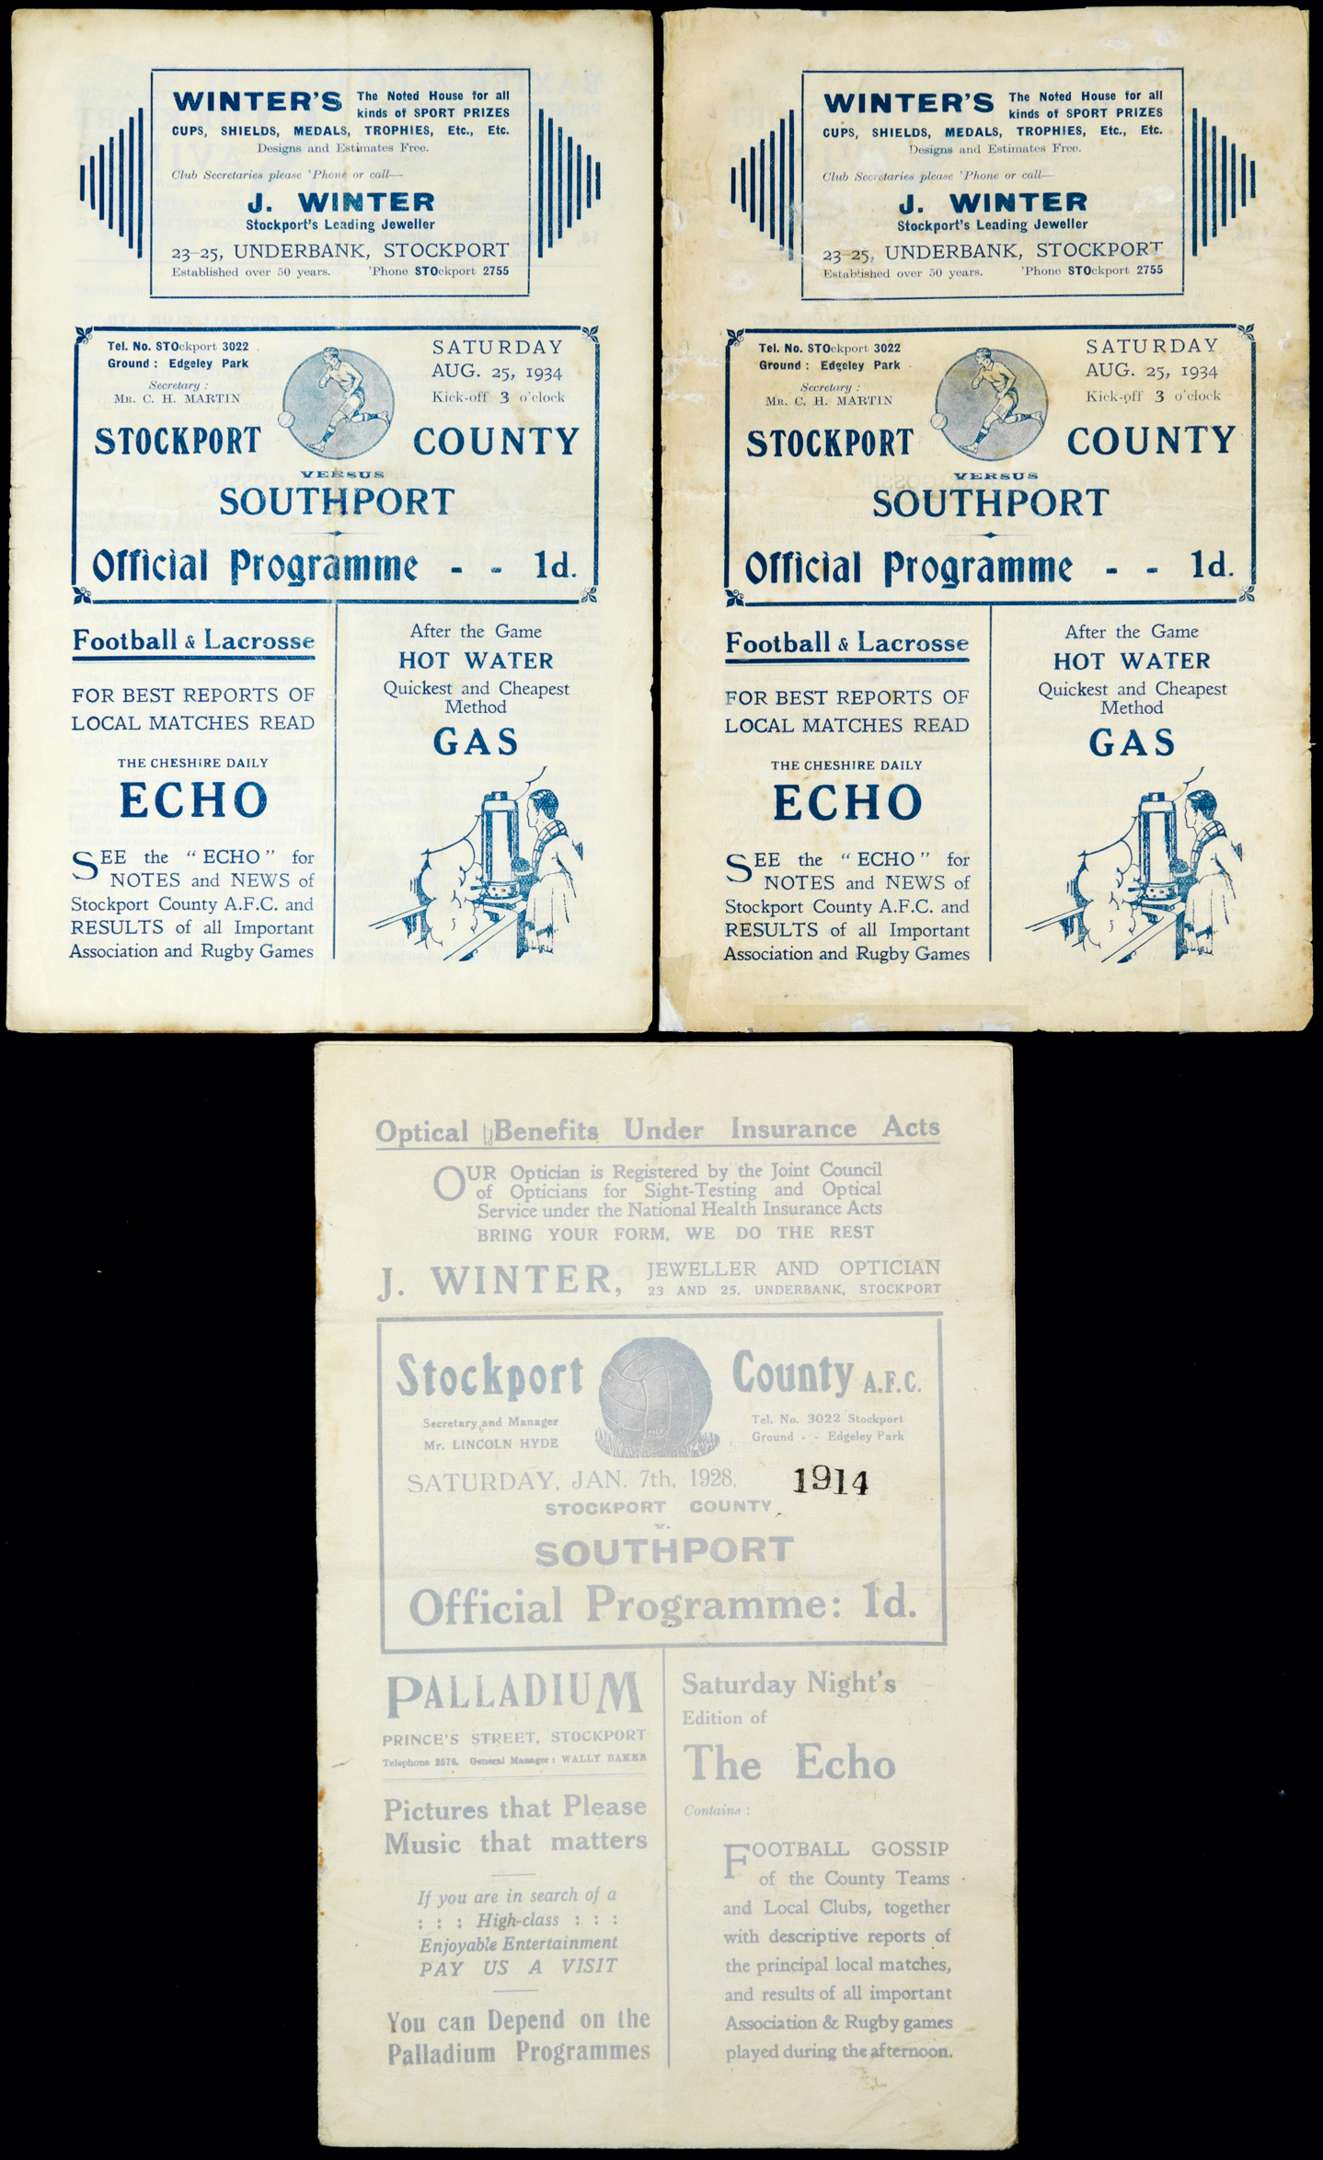 WINTER'S The Noted House for all
kinds of SPORT PRIZES
CUPS, SHIELDS, MEDALS, TROPHIES, Etc., Etc.
Designs and Estimates Free.
Club Secretaries please 'Phone or call—
J. WINTER
Stockport's Leading Jeweller
23-25, UNDERBANK, STOCKPORT
Established over 50 years. 'Phone STOckport 2755
Tel. No. STOckport 3022
Ground : Edgeley Park
Secretary :
MR. C. H. MARTIN
SATURDAY
AUG. 25, 1934
Kick-off 3 o'clock
STOCKPORT COUNTY
VERSUS
SOUTHPORT
Official Programme - - 1d.
Football & Lacrosse
FOR BEST REPORTS OF
LOCAL MATCHES READ
THE CHESHIRE DAILY
ECHO
SEE the "ECHO" for
NOTES and NEWS of
Stockport County A.F.C. and
RESULTS of all Important
Association and Rugby Games
After the Game
HOT WATER
Quickest and Cheapest
Method
GAS
WINTER'S The Noted House for all
kinds of SPORT PRIZES
CUPS, SHIELDS, MEDALS, TROPHIES, Etc., Etc.
Designs and Estimates Free.
Club Secretaries please 'Phone or call—
J. WINTER
Stockport's Leading Jeweller
23-25, UNDERBANK, STOCKPORT
Established over 50 years. 'Phone STOckport 2755
Tel. No. STOckport 3022
Ground : Edgeley Park
Secretary :
MR. C. H. MARTIN
SATURDAY
AUG. 25, 1934
Kick-off 3 o'clock
STOCKPORT COUNTY
VERSUS
SOUTHPORT
Official Programme - - 1d.
Football & Lacrosse
FOR BEST REPORTS OF
LOCAL MATCHES READ
THE CHESHIRE DAILY
ECHO
SEE the "ECHO" for
NOTES and NEWS of
Stockport County A.F.C. and
RESULTS of all Important
Association and Rugby Games
After the Game
HOT WATER
Quickest and Cheapest
Method
GAS
Optical Benefits Under Insurance Acts
OUR Optician is Registered by the Joint Council
of Opticians for Sight-Testing and Optical
Service under the National Health Insurance Acts
BRING YOUR FORM, WE DO THE REST
J. WINTER, JEWELLER AND OPTICIAN
23 AND 25, UNDERBANK, STOCKPORT
Stockport County A.F.C.
Secretary and Manager
Mr. LINCOLN HYDE
Tel. No. 3022 Stockport
Ground - - Edgeley Park
SATURDAY, JAN. 7th, 1928, 1914
STOCKPORT COUNTY
v.
SOUTHPORT
Official Programme: 1d.
PALLADIUM
PRINCE'S STREET, STOCKPORT
Telephone 2576. General Manager : WALLY BAKER
Pictures that Please
Music that matters
If you are in search of a
: : : High-class : : :
Enjoyable Entertainment
PAY US A VISIT
You can Depend on the
Palladium Programmes
Saturday Night's
Edition of
The Echo
Contains :
FOOTBALL GOSSIP
of the County Teams
and Local Clubs, together
with descriptive reports of
the principal local matches,
and results of all important
Association & Rugby games
played during the afternoon.